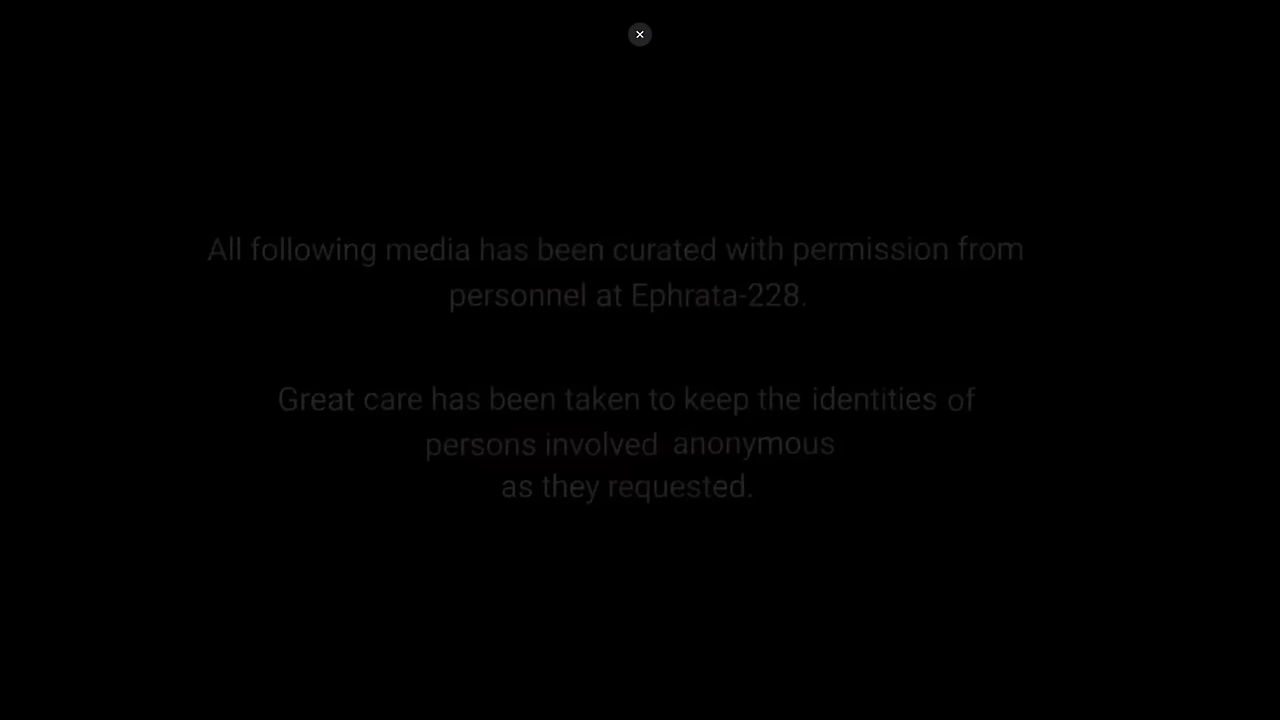 All following media has been curated with permission from
personnel at Ephrata-228.
Great care has been taken to keep the identities of
persons involved anonymous
as they requested.